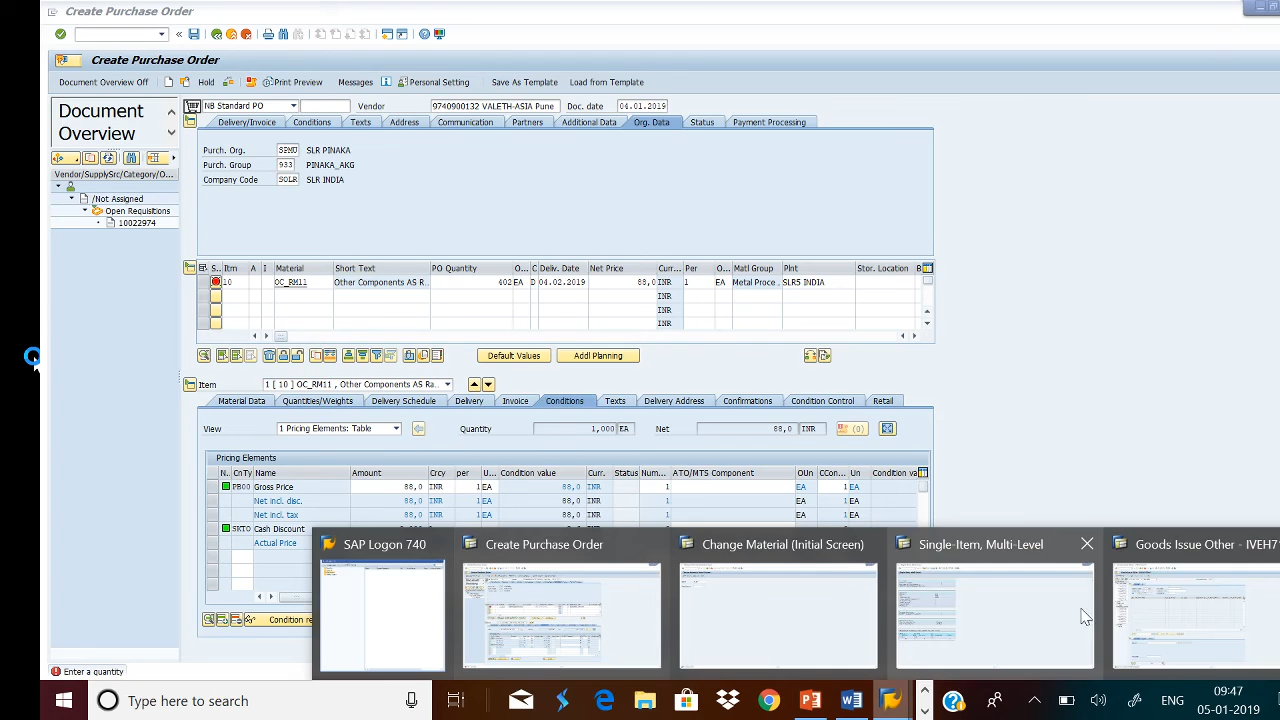 Create Purchase Order
Create Purchase Order
Document Overview Off Hold Print Preview Messages Personal Setting Save As Template Load from Template
Document
Overview
Vendor/SupplySrc/Category/O...
/Not Assigned
Open Requisitions
10022974
NB Standard PO Vendor 9740900132 VALETH-ASIA Pune Doc. date 04.01.2019
Delivery/Invoice Conditions Texts Address Communication Partners Additional Data Org. Data Status Payment Processing
Purch. Org. SLR PINAKA
Purch. Group 933 PINAKA_AKG
Company Code SOLR SLR INDIA
S.. Itm A I Material Short Text PO Quantity O... C Deliv. Date Net Price Curr... Per O... Matl Group Plnt Stor. Location B
10 OC_RM11 Other Components AS R.. 402 EA D 04.02.2019 88,0 INR 1 EA Metal Proce.. SLR5 INDIA
INR
INR
INR
Default Values Addl Planning
Item 1 [ 10 ] OC_RM11 , Other Components AS Ra..
Material Data Quantities/Weights Delivery Schedule Delivery Invoice Conditions Texts Delivery Address Confirmations Condition Control Retail
View 1 Pricing Elements: Table Quantity 1,000 EA Net 88,0 INR (0)
Pricing Elements
N.. CnTy Name Amount Crcy per U... Condition value Curr. Status Num... ATO/MTS Component OUn CCon... Un Condition va
PB00 Gross Price 88,0 INR 1 EA 88,0 INR 1 EA 1 EA
Net incl. disc. 88,0 INR 1 EA 88,0 INR 1 EA 1 EA
Net incl. tax 88,0 INR 1 EA 88,0 INR 1 EA 1 EA
SKTO Cash Discount
Actual Price
Condition re
SAP Logon 740 Create Purchase Order Change Material (Initial Screen) Single-Item, Multi-Level Goods Issue Other - IVEH7
Enter a quantity
Type here to search
ENG
09:47
05-01-2019